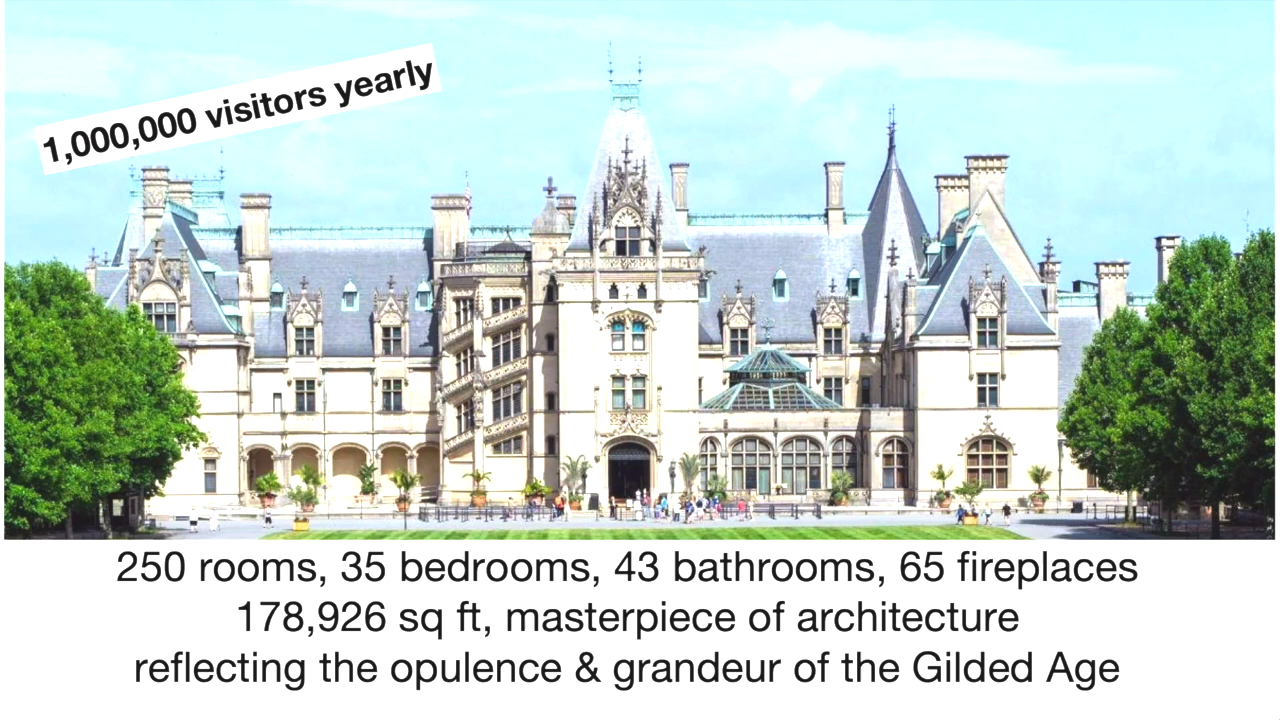 1,000,000 visitors yearly
250 rooms, 35 bedrooms, 43 bathrooms, 65 fireplaces
178,926 sq ft, masterpiece of architecture
reflecting the opulence & grandeur of the Gilded Age